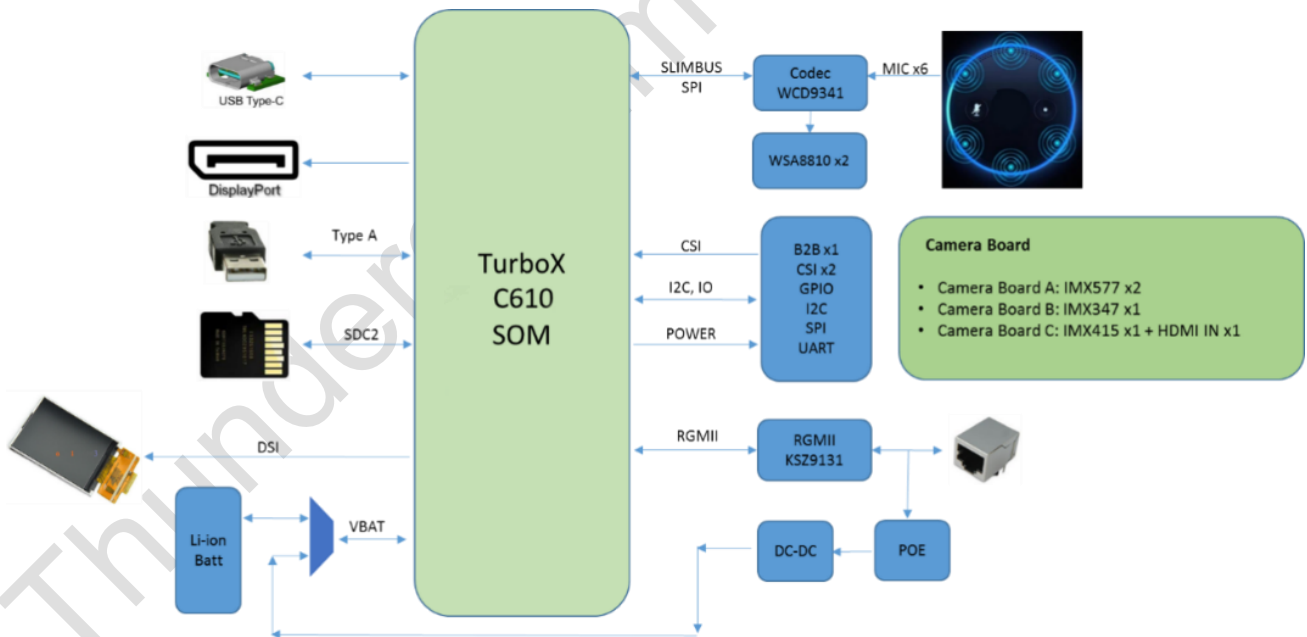 USB Type-C
DisplayPort
Type A
SDC2
DSI
Li-ion
Batt
VBAT
TurboX
C610
SOM
SLIMBUS
SPI
Codec
WCD9341
MIC x6
WSA8810 x2
CSI
I2C, IO
POWER
B2B x1
CSI x2
GPIO
I2C
SPI
UART
Camera Board
• Camera Board A: IMX577 x2
• Camera Board B: IMX347 x1
• Camera Board C: IMX415 x1 + HDMI IN x1
RGMII
RGMII
KSZ9131
DC-DC
POE